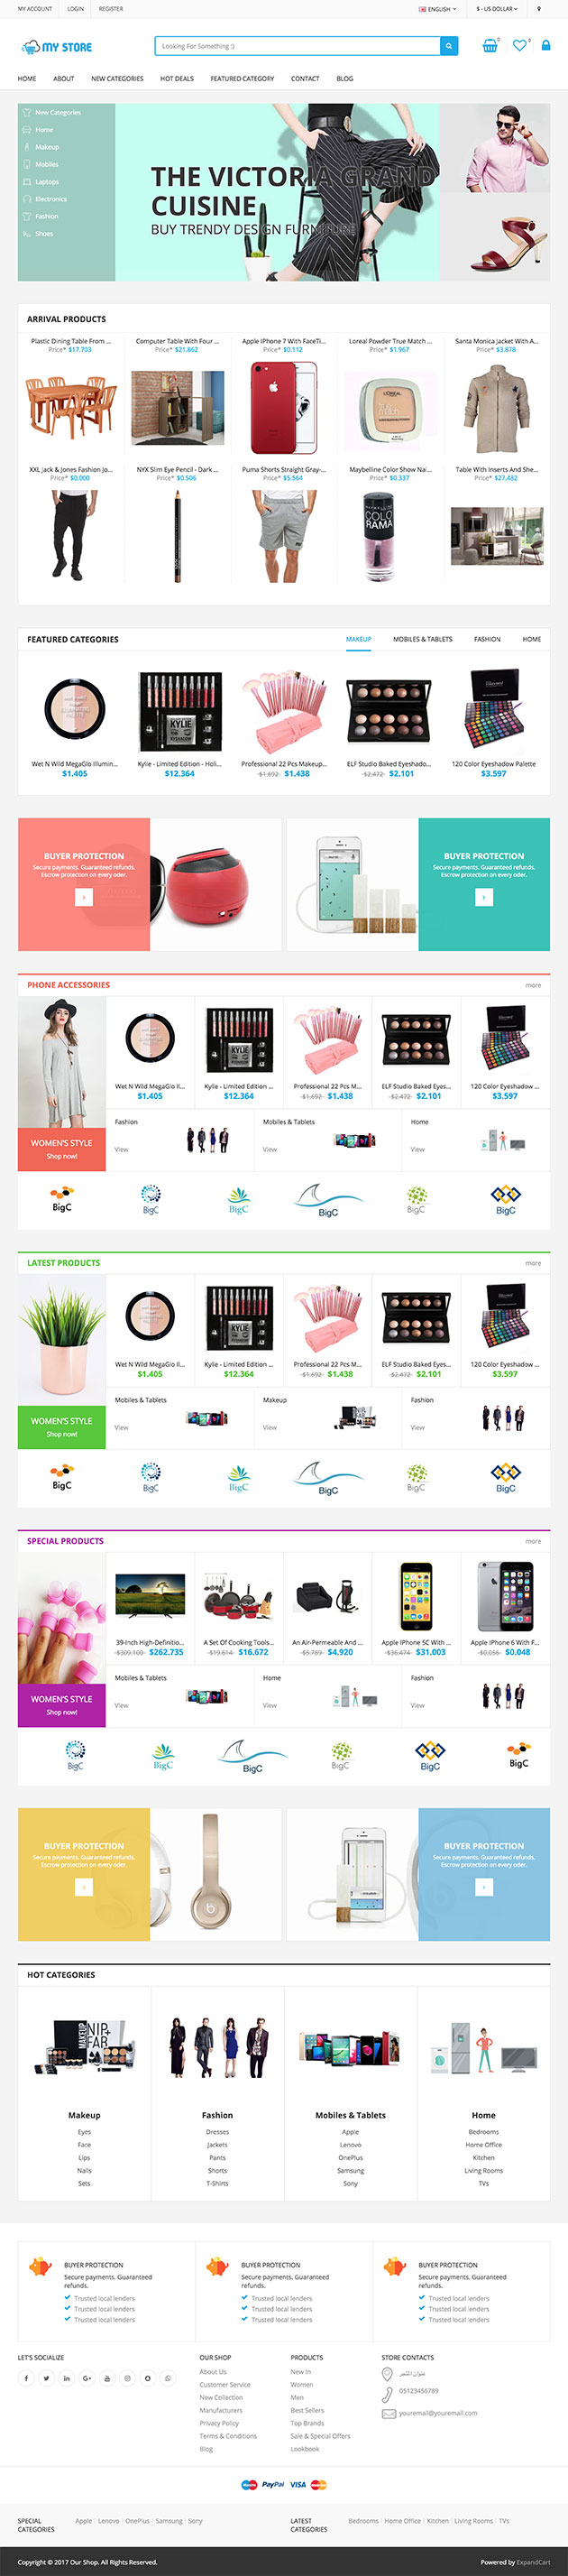 MY ACCOUNT LOGIN REGISTER ENGLISH $ - US DOLLAR
MY STORE
Looking For Something :)
0 0
HOME ABOUT NEW CATEGORIES HOT DEALS FEATURED CATEGORY CONTACT BLOG
New Categories
Home
Makeup
Mobiles
Laptops
Electronics
Fashion
Shoes
THE VICTORIA GRAND
CUISINE
BUY TRENDY DESIGN FURNITURE
ARRIVAL PRODUCTS
Plastic Dining Table From ... Computer Table With Four ... Apple IPhone 7 With FaceTi... Loreal Powder True Match ... Santa Monica Jacket With A...
Price* $17.733 Price* $21.862 Price* $0.112 Price* $1.967 Price* $3.878
XXL Jack & Jones Fashion Jo... NYX Slim Eye Pencil - Dark ... Puma Shorts Straight Gray-... Maybelline Color Show Nai... Table With Inserts And She...
Price* $0.000 Price* $0.506 Price* $5.564 Price* $0.337 Price* $27.482
COLO
RAMA
FEATURED CATEGORIES MAKEUP MOBILES & TABLETS FASHION HOME
KYLIE
Wet N Wild MegaGlo Illumin... Kylie - Limited Edition - Holi... Professional 22 Pcs Makeup... ELF Studio Baked Eyeshado... 120 Color Eyeshadow Palette
$1.405 $12.364 $1.692 $1.438 $2.472 $2.101 $3.597
BUYER PROTECTION
Secure payments. Guaranteed refunds.
Escrow protection on every oder.
BUYER PROTECTION
Secure payments. Guaranteed refunds.
Escrow protection on every oder.
PHONE ACCESSORIES more
KYLIE
Wet N Wild MegaGlo Il... Kylie - Limited Edition ... Professional 22 Pcs M... ELF Studio Baked Eyes... 120 Color Eyeshadow ...
$1.405 $12.364 $1.692 $1.438 $2.472 $2.101 $3.597
WOMEN'S STYLE
Shop now!
Fashion Mobiles & Tablets Home
View View View
BigC BigC BigC BigC BigC BigC
LATEST PRODUCTS more
KYLIE
Wet N Wild MegaGlo Il... Kylie - Limited Edition ... Professional 22 Pcs M... ELF Studio Baked Eyes... 120 Color Eyeshadow ...
$1.405 $12.364 $1.692 $1.438 $2.472 $2.101 $3.597
WOMEN'S STYLE
Shop now!
Mobiles & Tablets Makeup Fashion
View View View
BigC BigC BigC BigC BigC BigC
SPECIAL PRODUCTS more
39-Inch High-Definitio... A Set Of Cooking Tools... An Air-Permeable And ... Apple IPhone 5C With ... Apple IPhone 6 With F...
$309.100 $262.735 $19.614 $16.672 $5.789 $4.920 $36.474 $31.003 $0.056 $0.048
WOMEN'S STYLE
Shop now!
Mobiles & Tablets Home Fashion
View View View
BigC BigC BigC BigC BigC BigC
BUYER PROTECTION
Secure payments. Guaranteed refunds.
Escrow protection on every oder.
BUYER PROTECTION
Secure payments. Guaranteed refunds.
Escrow protection on every oder.
HOT CATEGORIES
MAKEUP NIP+
FAB
Makeup Fashion Mobiles & Tablets Home
Eyes Dresses Apple Bedrooms
Face Jackets Lenovo Home Office
Lips Pants OnePlus Kitchen
Nails Shorts Samsung Living Rooms
Sets T-Shirts Sony TVs
BUYER PROTECTION BUYER PROTECTION BUYER PROTECTION
Secure payments. Guaranteed Secure payments. Guaranteed Secure payments. Guaranteed
refunds. refunds. refunds.
Trusted local lenders Trusted local lenders Trusted local lenders
Trusted local lenders Trusted local lenders Trusted local lenders
Trusted local lenders Trusted local lenders Trusted local lenders
LET'S SOCIALIZE OUR SHOP PRODUCTS STORE CONTACTS
About Us New In عنوان المتجر
Customer Service Women
New Collection Men 05123456789
Manufacturers Best Sellers
Privacy Policy Top Brands youremail@youremail.com
Terms & Conditions Sale & Special Offers
Blog Lookbook
PayPal VISA
SPECIAL
CATEGORIES
Apple | Lenovo | OnePlus | Samsung | Sony
LATEST
CATEGORIES
Bedrooms | Home Office | Kitchen | Living Rooms | TVs
Copyright © 2017 Our Shop. All Rights Reserved. Powered by ExpandCart